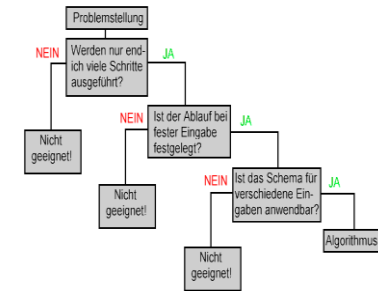 Problemstellung
NEIN
Werden nur end-
ich viele Schritte
ausgeführt?
JA
Nicht
geeignet!
NEIN
Ist der Ablauf bei
fester Eingabe
festgelegt?
JA
Nicht
geeignet!
NEIN
Ist das Schema für
verschiedene Ein-
gaben anwendbar?
JA
Nicht
geeignet!
Algorithmus